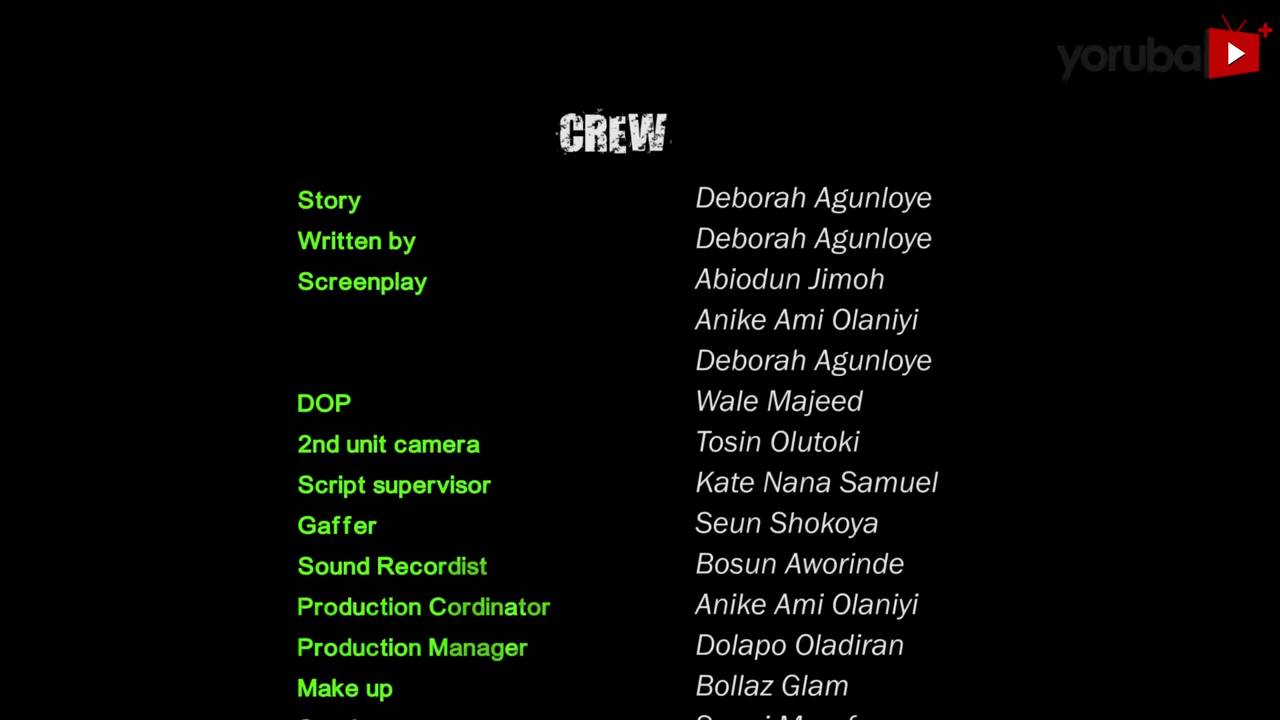 yoruba
CREW
Story Deborah Agunloye
Written by Deborah Agunloye
Screenplay Abiodun Jimoh
Anike Ami Olaniyi
Deborah Agunloye
DOP Wale Majeed
2nd unit camera Tosin Olutoki
Script supervisor Kate Nana Samuel
Gaffer Seun Shokoya
Sound Recordist Bosun Aworinde
Production Cordinator Anike Ami Olaniyi
Production Manager Dolapo Oladiran
Make up Bollaz Glam